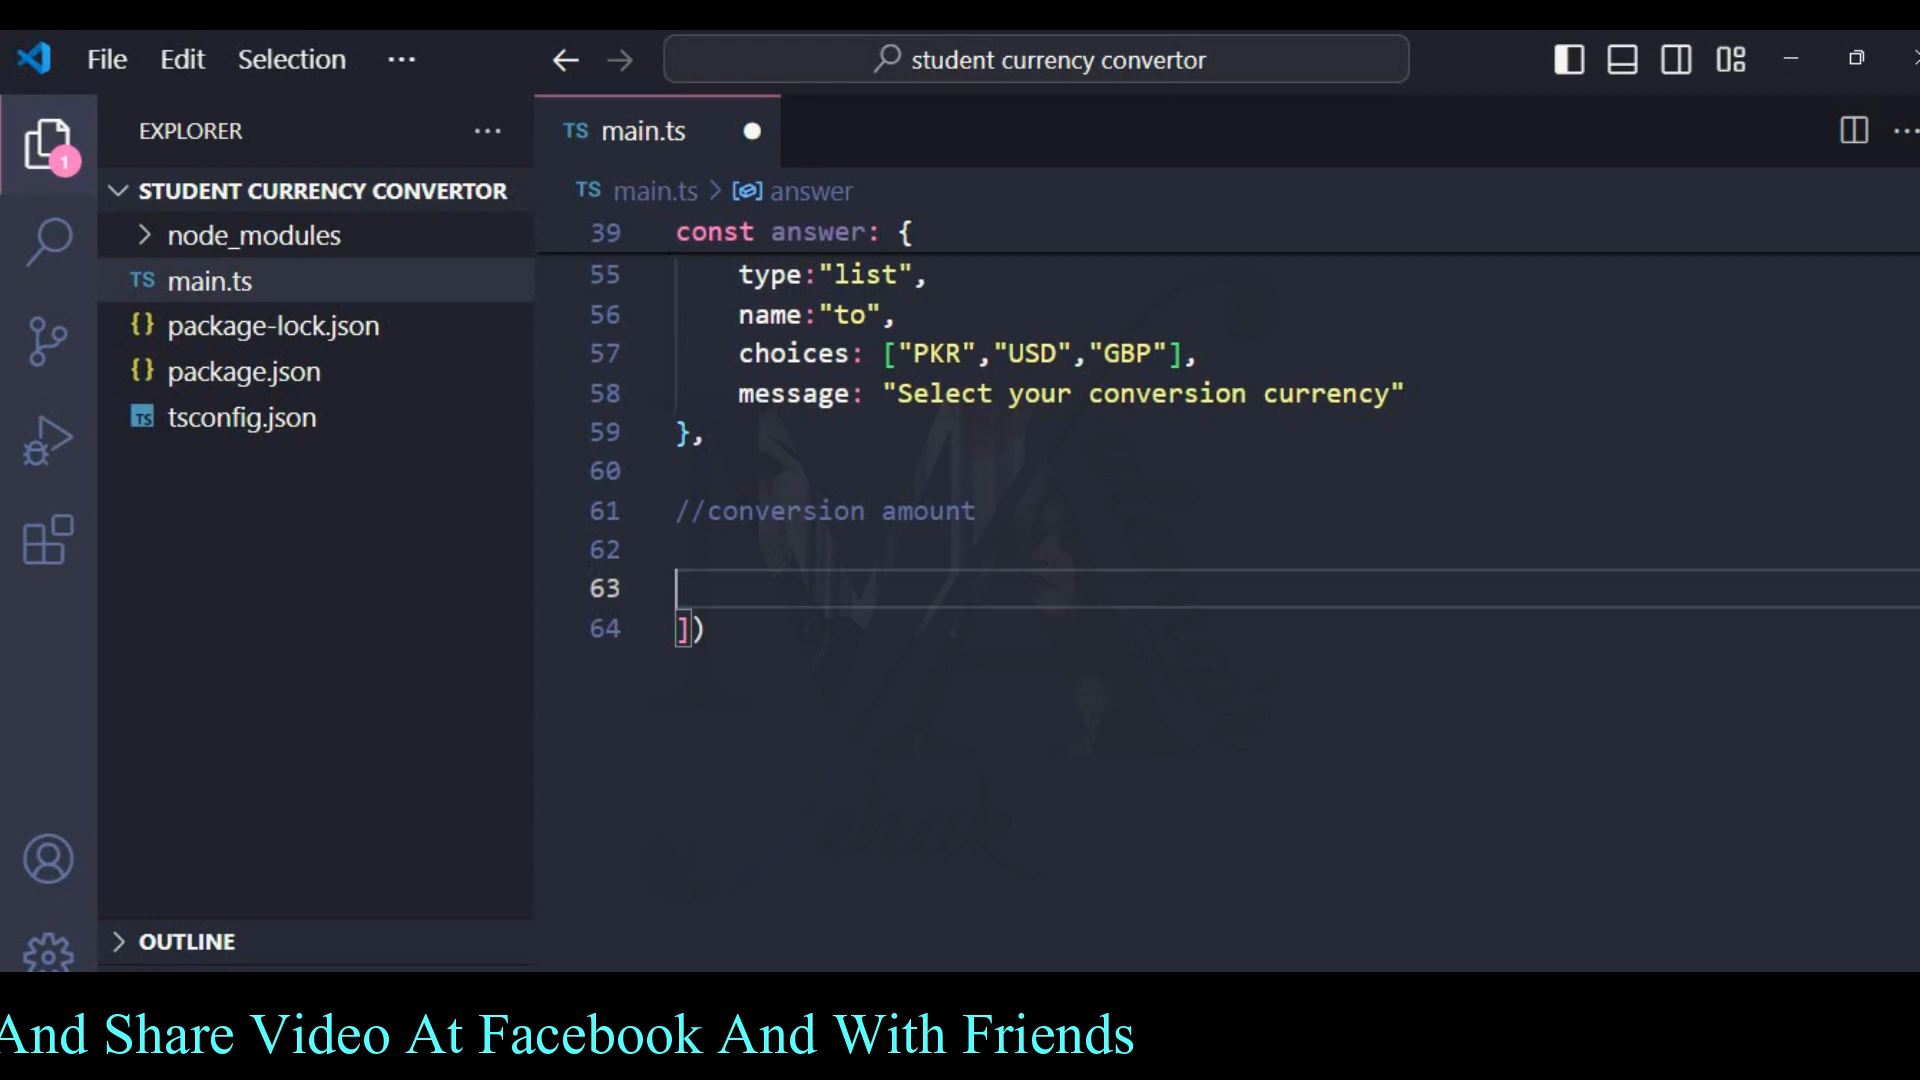 File Edit Selection ···
student currency convertor
EXPLORER ···
TS main.ts
1
STUDENT CURRENCY CONVERTOR
TS main.ts > answer
node_modules
TS main.ts
{} package-lock.json
{} package.json
TS tsconfig.json
39 const answer: {
55 type:"list",
56 name:"to",
57 choices: ["PKR","USD","GBP"],
58 message: "Select your conversion currency"
59 },
60
61 //conversion amount
62
63
64 ])
ehak
OUTLINE
And Share Video At Facebook And With Friends